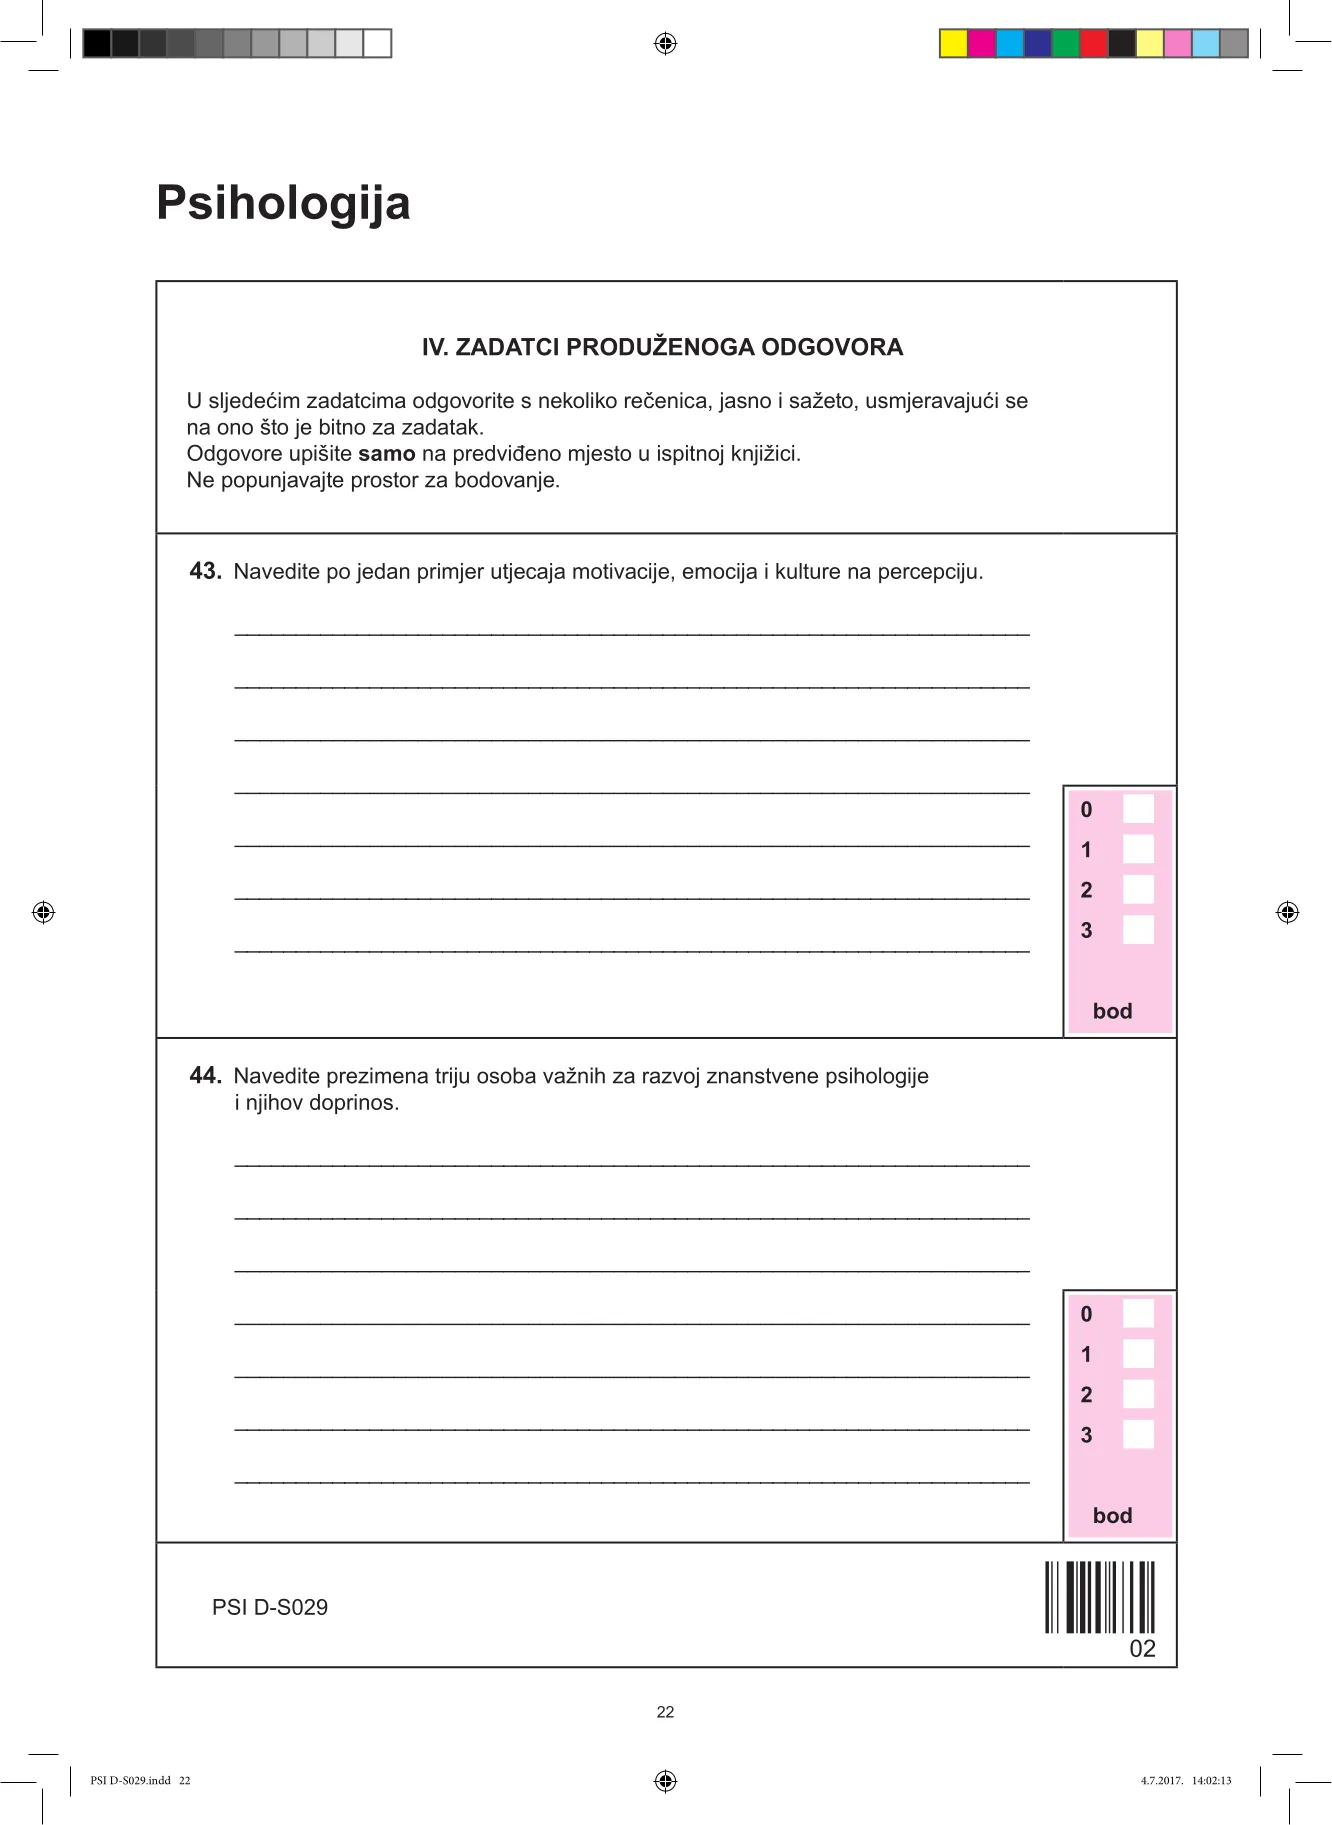 Psihologija
IV. ZADATCI PRODUŽENOGA ODGOVORA
U sljedećim zadatcima odgovorite s nekoliko rečenica, jasno i sažeto, usmjeravajući se
na ono što je bitno za zadatak.
Odgovore upišite samo na predviđeno mjesto u ispitnoj knjižici.
Ne popunjavajte prostor za bodovanje.
43. Navedite po jedan primjer utjecaja motivacije, emocija i kulture na percepciju.
0
1
2
3
bod
44. Navedite prezimena triju osoba važnih za razvoj znanstvene psihologije
i njihov doprinos.
0
1
2
3
bod
PSI D-S029
02
22
PSI D-S029.indd 22
4.7.2017. 14:02:13